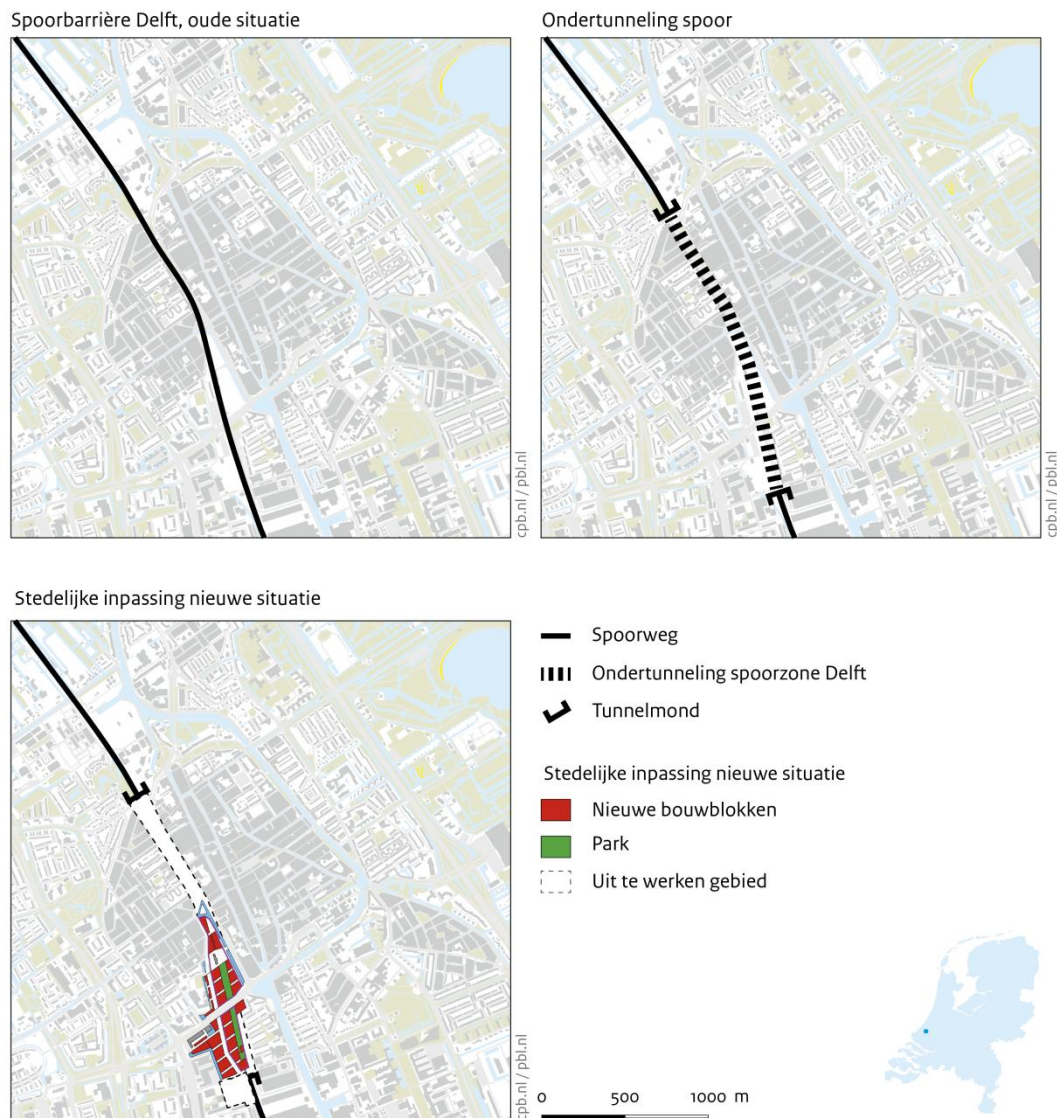 Spoorbarrière Delft, oude situatie
Ondertunneling spoor
cpb.nl / pbl.nl
cpb.nl / pbl.nl
Stedelijke inpassing nieuwe situatie
Spoorweg
Ondertunneling spoorzone Delft
Tunnelmond
Stedelijke inpassing nieuwe situatie
Nieuwe bouwblokken
Park
Uit te werken gebied
cpb.nl / pbl.nl
0 500 1000 m